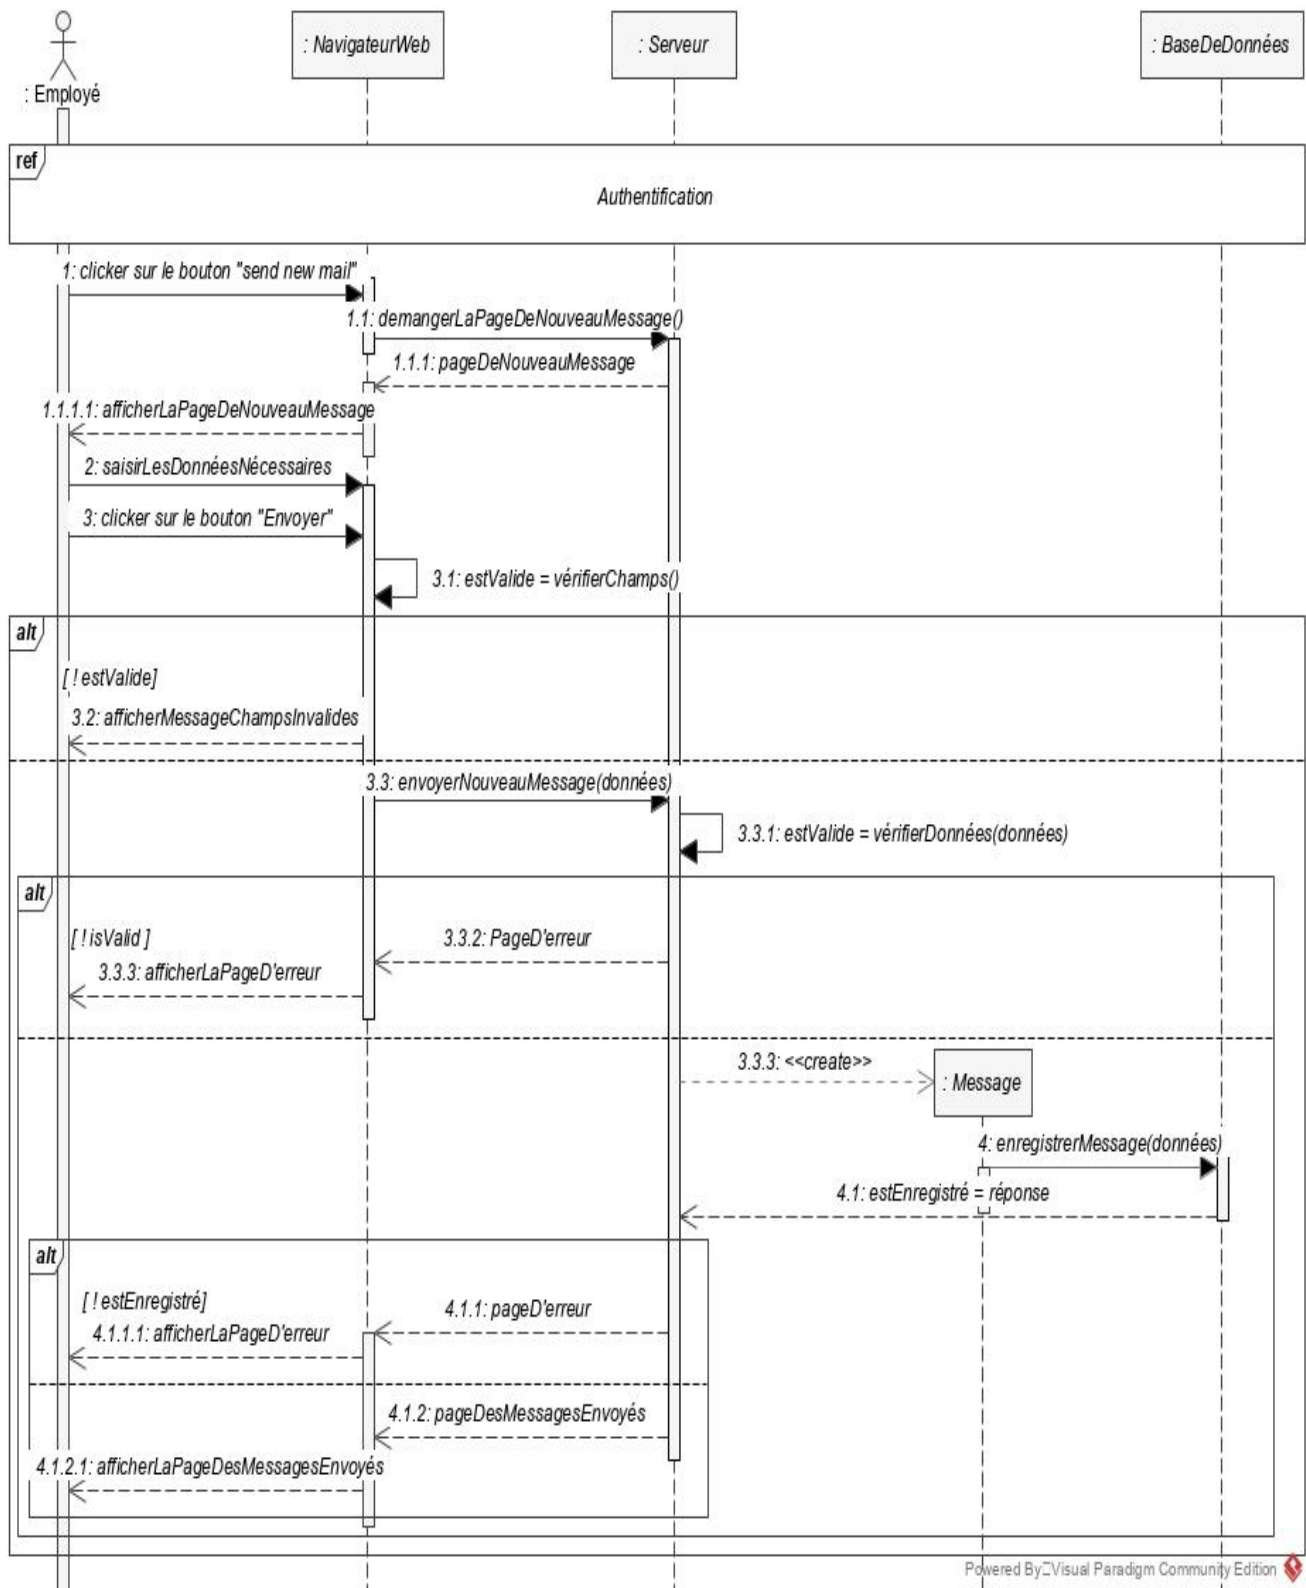 : Employé
: NavigateurWeb
: Serveur
: BaseDeDonnées
ref
Authentification
1: clicker sur le bouton "send new mail"
1.1: demangerLaPageDeNouveauMessage()
1.1.1: pageDeNouveauMessage
1.1.1.1: afficherLaPageDeNouveauMessage
2: saisirLesDonnéesNécessaires
3: clicker sur le bouton "Envoyer"
3.1: estValide = vérifierChamps()
alt
[ ! estValide]
3.2: afficherMessageChampsInvalides
3.3: envoyerNouveauMessage(données)
3.3.1: estValide = vérifierDonnées(données)
alt
[ ! isValid ]
3.3.2: PageD'erreur
3.3.3: afficherLaPageD'erreur
3.3.3: <<create>>
: Message
4: enregistrerMessage(données)
4.1: estEnregistré = réponse
alt
[ ! estEnregistré]
4.1.1: pageD'erreur
4.1.1.1: afficherLaPageD'erreur
4.1.2: pageDesMessagesEnvoyés
4.1.2.1: afficherLaPageDesMessagesEnvoyés
Powered By Visual Paradigm Community Edition